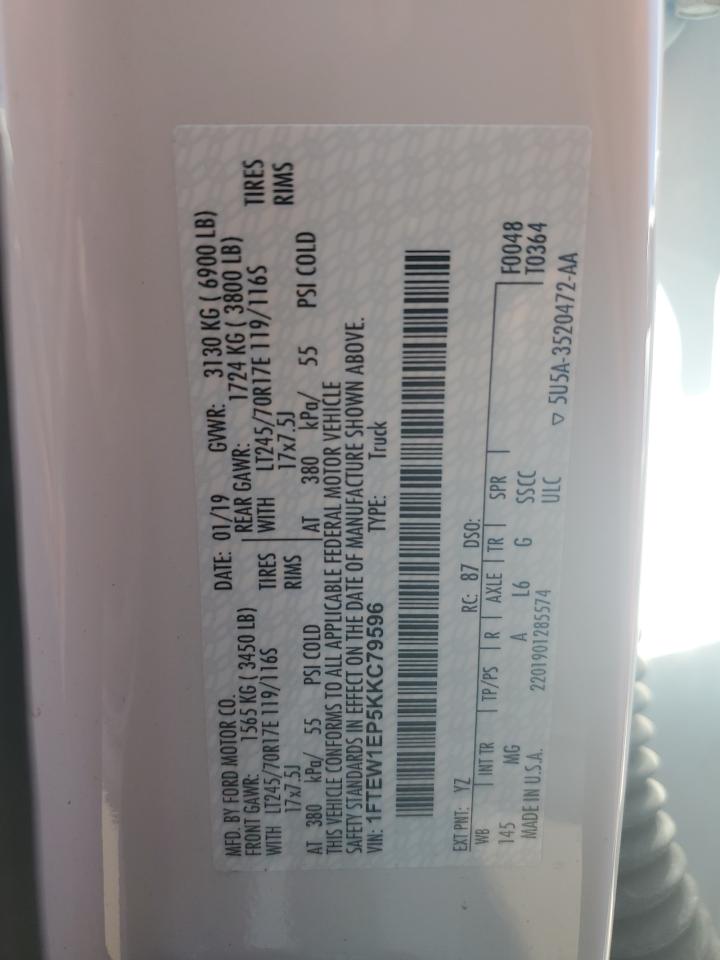 MFD. BY FORD MOTOR CO.
DATE: 01/19 GVWR: 3130 KG ( 6900 LB)
FRONT GAWR: 1565 KG ( 3450 LB)
REAR GAWR: 1724 KG ( 3800 LB)
WITH LT245/70R17E 119/116S TIRES
WITH LT245/70R17E 119/116S TIRES
17x7.5J RIMS
17x7.5J RIMS
AT 380 kPa/ 55 PSI COLD
AT 380 kPa/ 55 PSI COLD
THIS VEHICLE CONFORMS TO ALL APPLICABLE FEDERAL MOTOR VEHICLE
SAFETY STANDARDS IN EFFECT ON THE DATE OF MANUFACTURE SHOWN ABOVE.
VIN: 1FTEW1EP5KKC79596 TYPE: Truck
EXT PNT: YZ RC: 87 DSO:
WB INT TR TP/PS R AXLE TR SPR F0048
145 MG A L6 G SSCC T0364
MADE IN U.S.A. 2201901285574 ULC ▽ 5U5A-3520472-AA